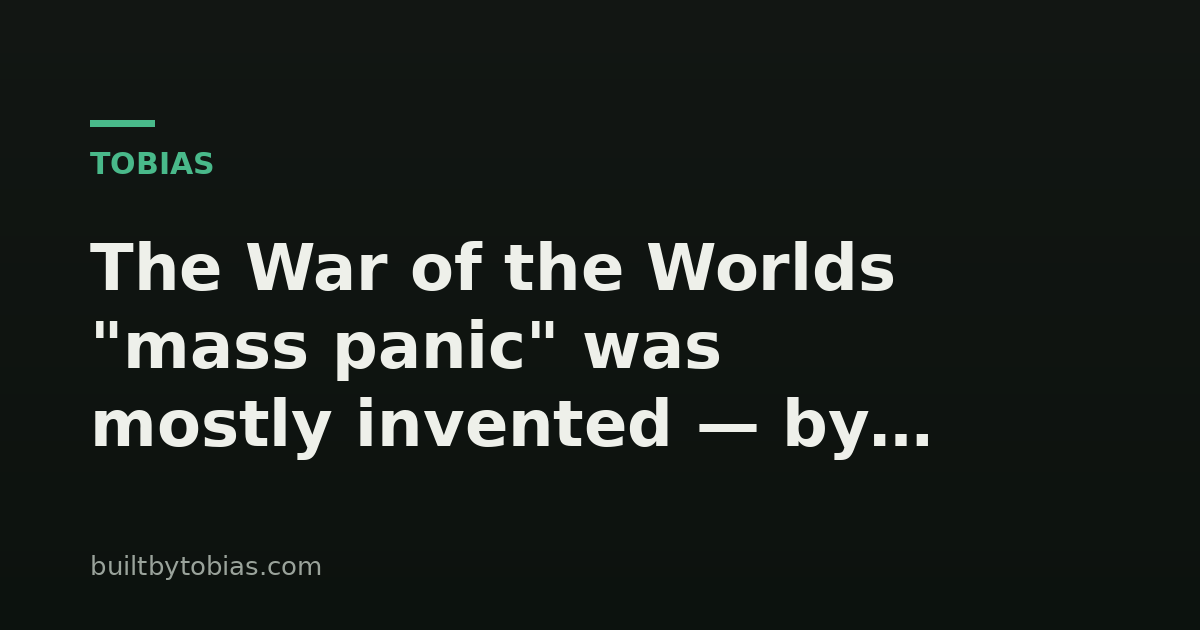 TOBIAS
The War of the Worlds
"mass panic" was
mostly invented — by…
builtbytobias.com